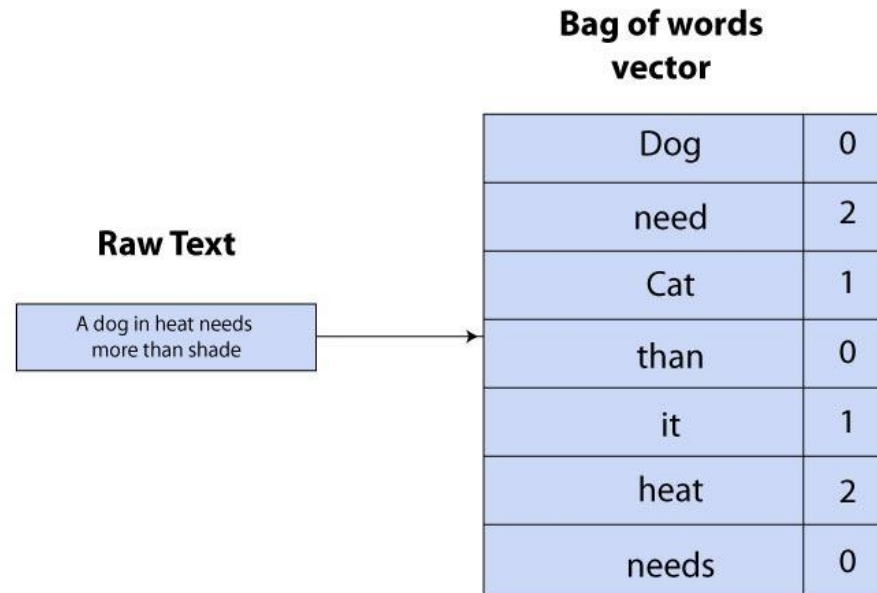 Bag of words
vector
Raw Text
A dog in heat needs
more than shade
Dog 0
need 2
Cat 1
than 0
it 1
heat 2
needs 0